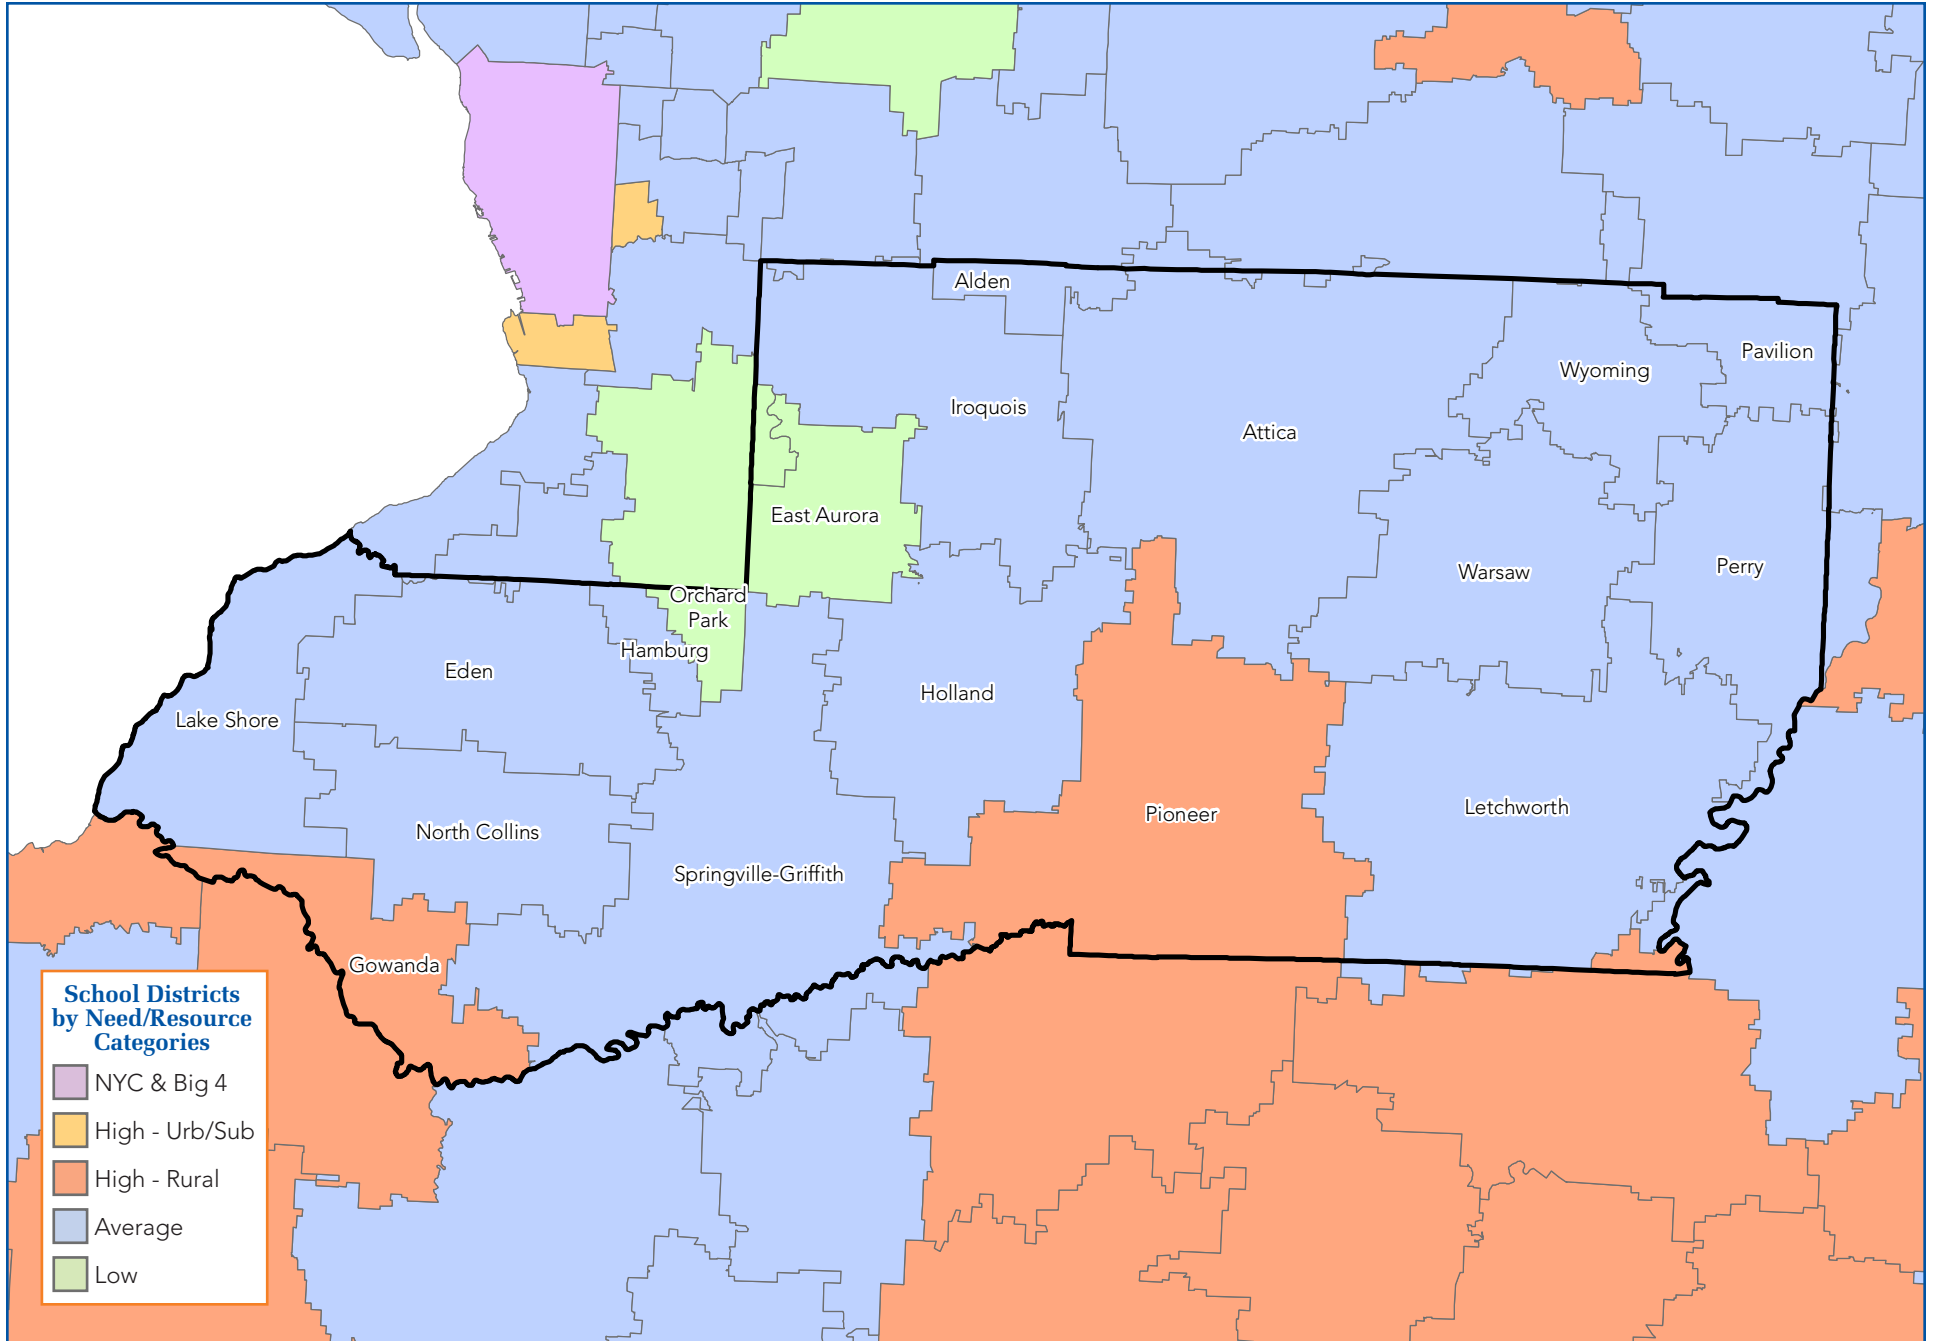 Alden
Pavilion
Wyoming
Iroquois
Attica
East Aurora
Warsaw
Perry
Orchard
Park
Hamburg
Eden
Holland
Lake Shore
Letchworth
Pioneer
North Collins
Springville-Griffith
Gowanda
School Districts
by Need/Resource
Categories
NYC & Big 4
High - Urb/Sub
High - Rural
Average
Low